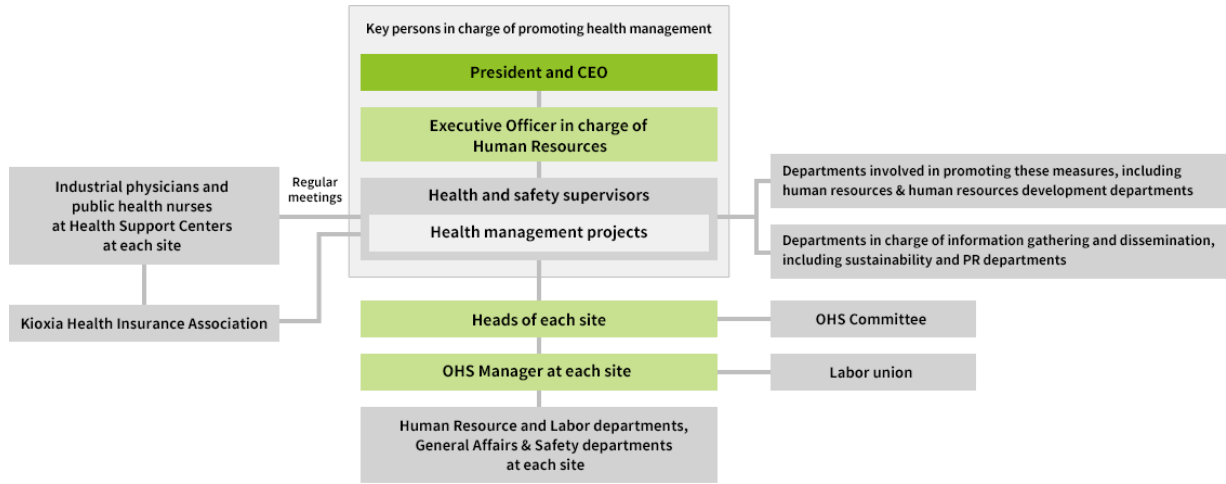 Key persons in charge of promoting health management
President and CEO
Executive Officer in charge of
Human Resources
Health and safety supervisors
Health management projects
Industrial physicians and
public health nurses
at Health Support Centers
at each site
Regular
meetings
Kioxia Health Insurance Association
Departments involved in promoting these measures, including
human resources & human resources development departments
Departments in charge of information gathering and dissemination,
including sustainability and PR departments
Heads of each site
OHS Committee
OHS Manager at each site
Labor union
Human Resource and Labor departments,
General Affairs & Safety departments
at each site